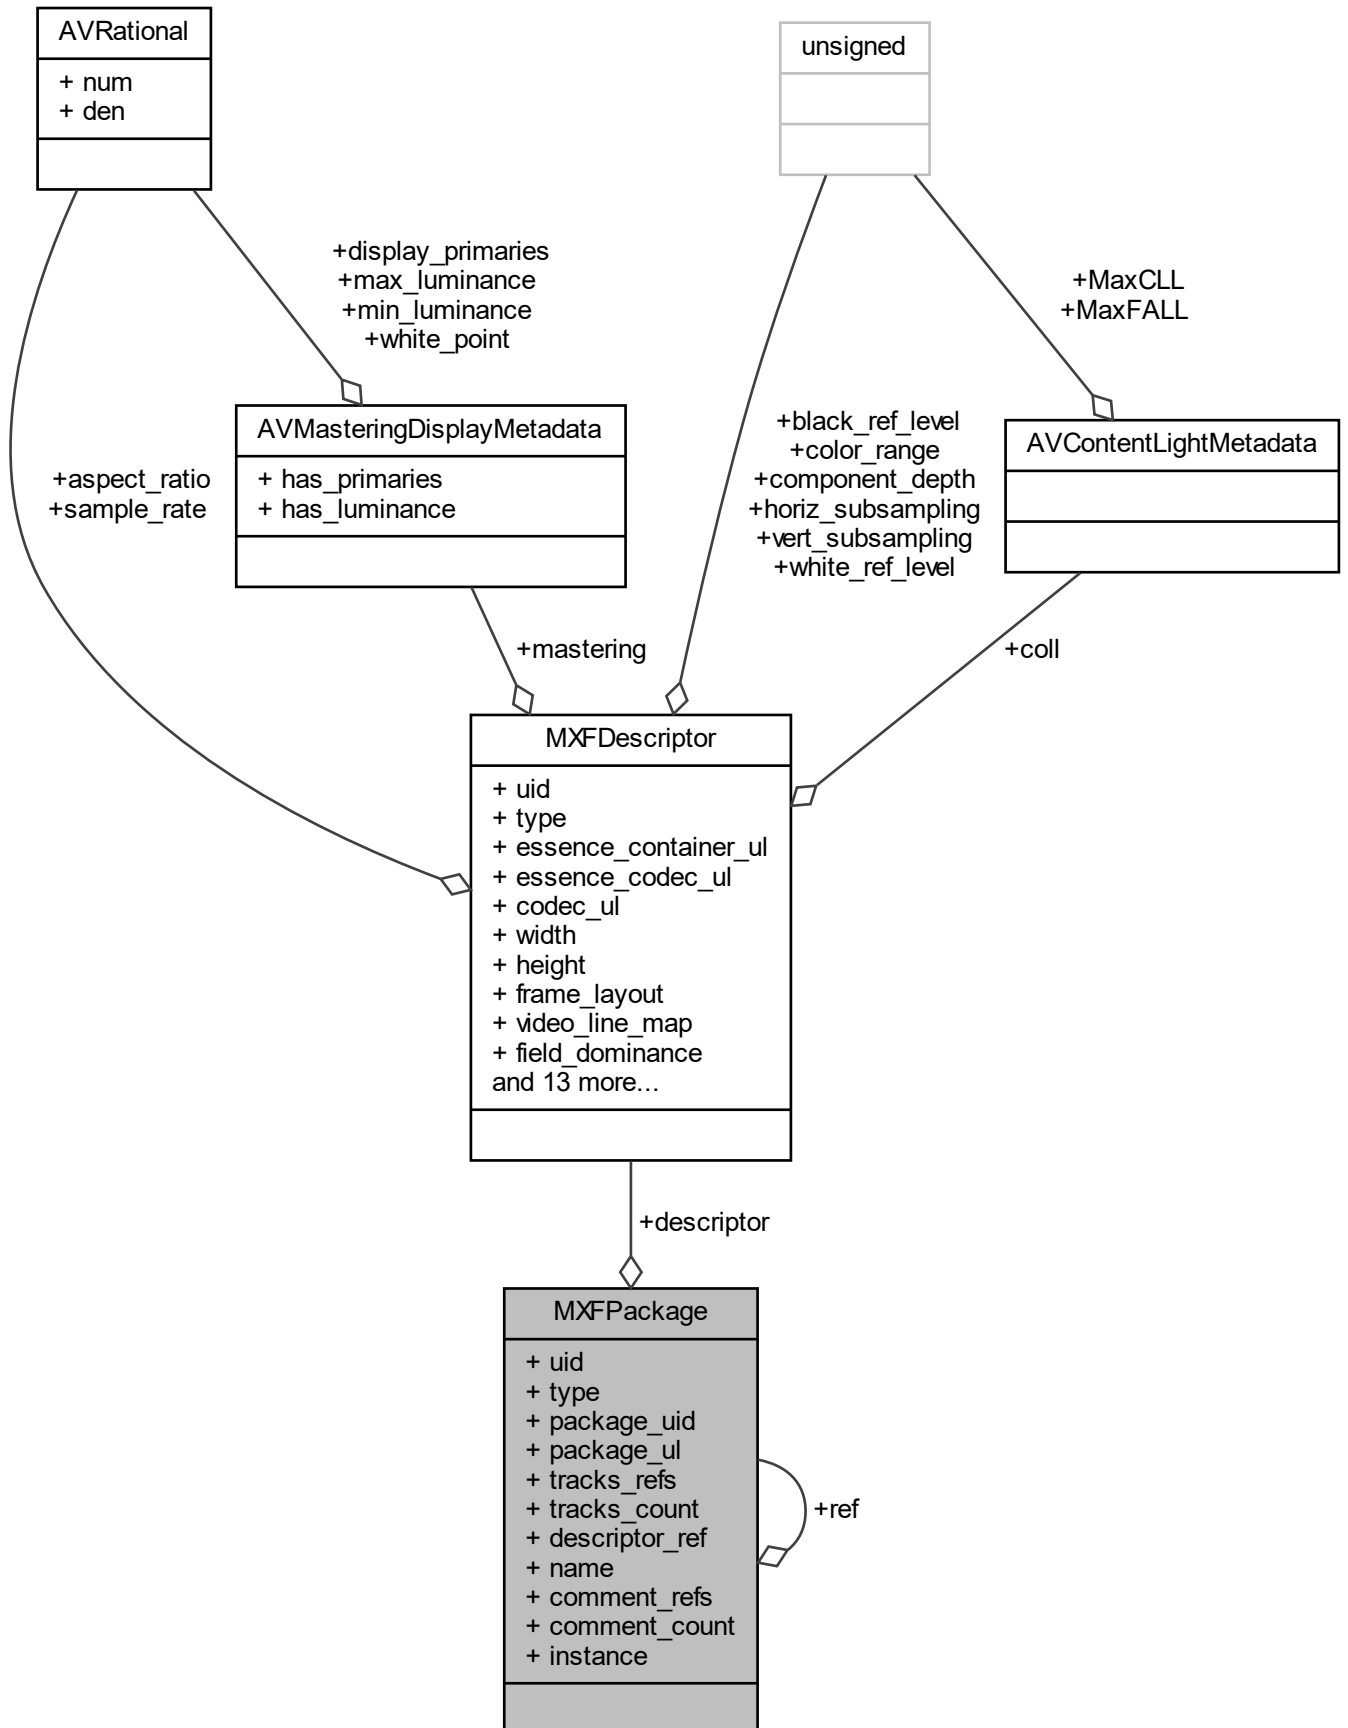 AVRational
+ num
+ den
unsigned
+display_primaries
+max_luminance
+min_luminance
+white_point
+MaxCLL
+MaxFALL
+aspect_ratio
+sample_rate
AVMasteringDisplayMetadata
+ has_primaries
+ has_luminance
+black_ref_level
+color_range
+component_depth
+horiz_subsampling
+vert_subsampling
+white_ref_level
AVContentLightMetadata
+mastering
+coll
MXFDescriptor
+ uid
+ type
+ essence_container_ul
+ essence_codec_ul
+ codec_ul
+ width
+ height
+ frame_layout
+ video_line_map
+ field_dominance
and 13 more...
+descriptor
MXFPackage
+ uid
+ type
+ package_uid
+ package_ul
+ tracks_refs
+ tracks_count
+ descriptor_ref
+ name
+ comment_refs
+ comment_count
+ instance
+ref